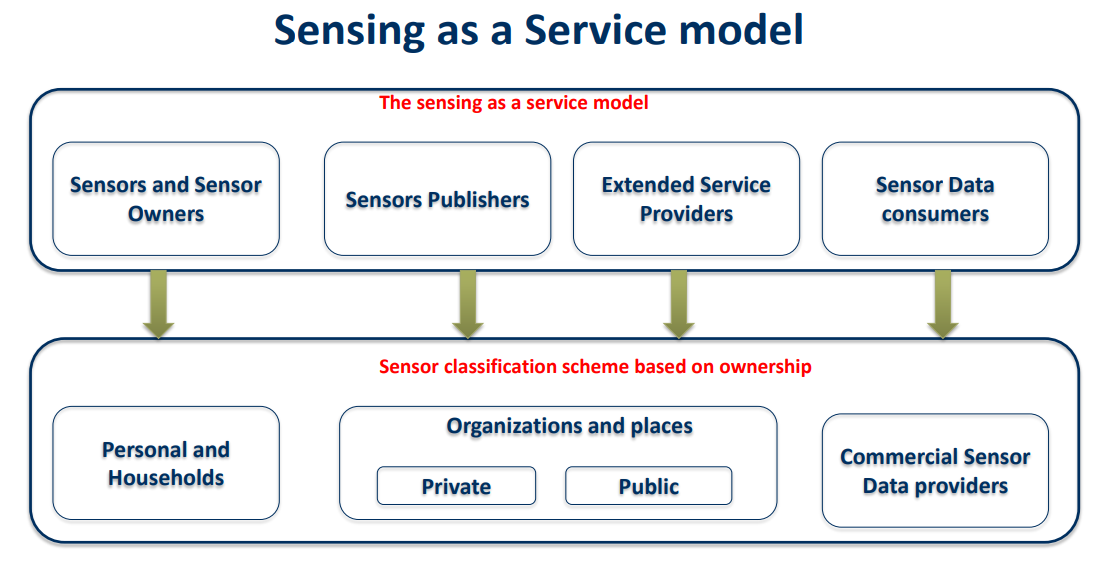 Sensing as a Service model
The sensing as a service model
Sensors and Sensor
Owners
Sensors Publishers
Extended Service
Providers
Sensor Data
consumers
Sensor classification scheme based on ownership
Personal and
Households
Organizations and places
Private
Public
Commercial Sensor
Data providers